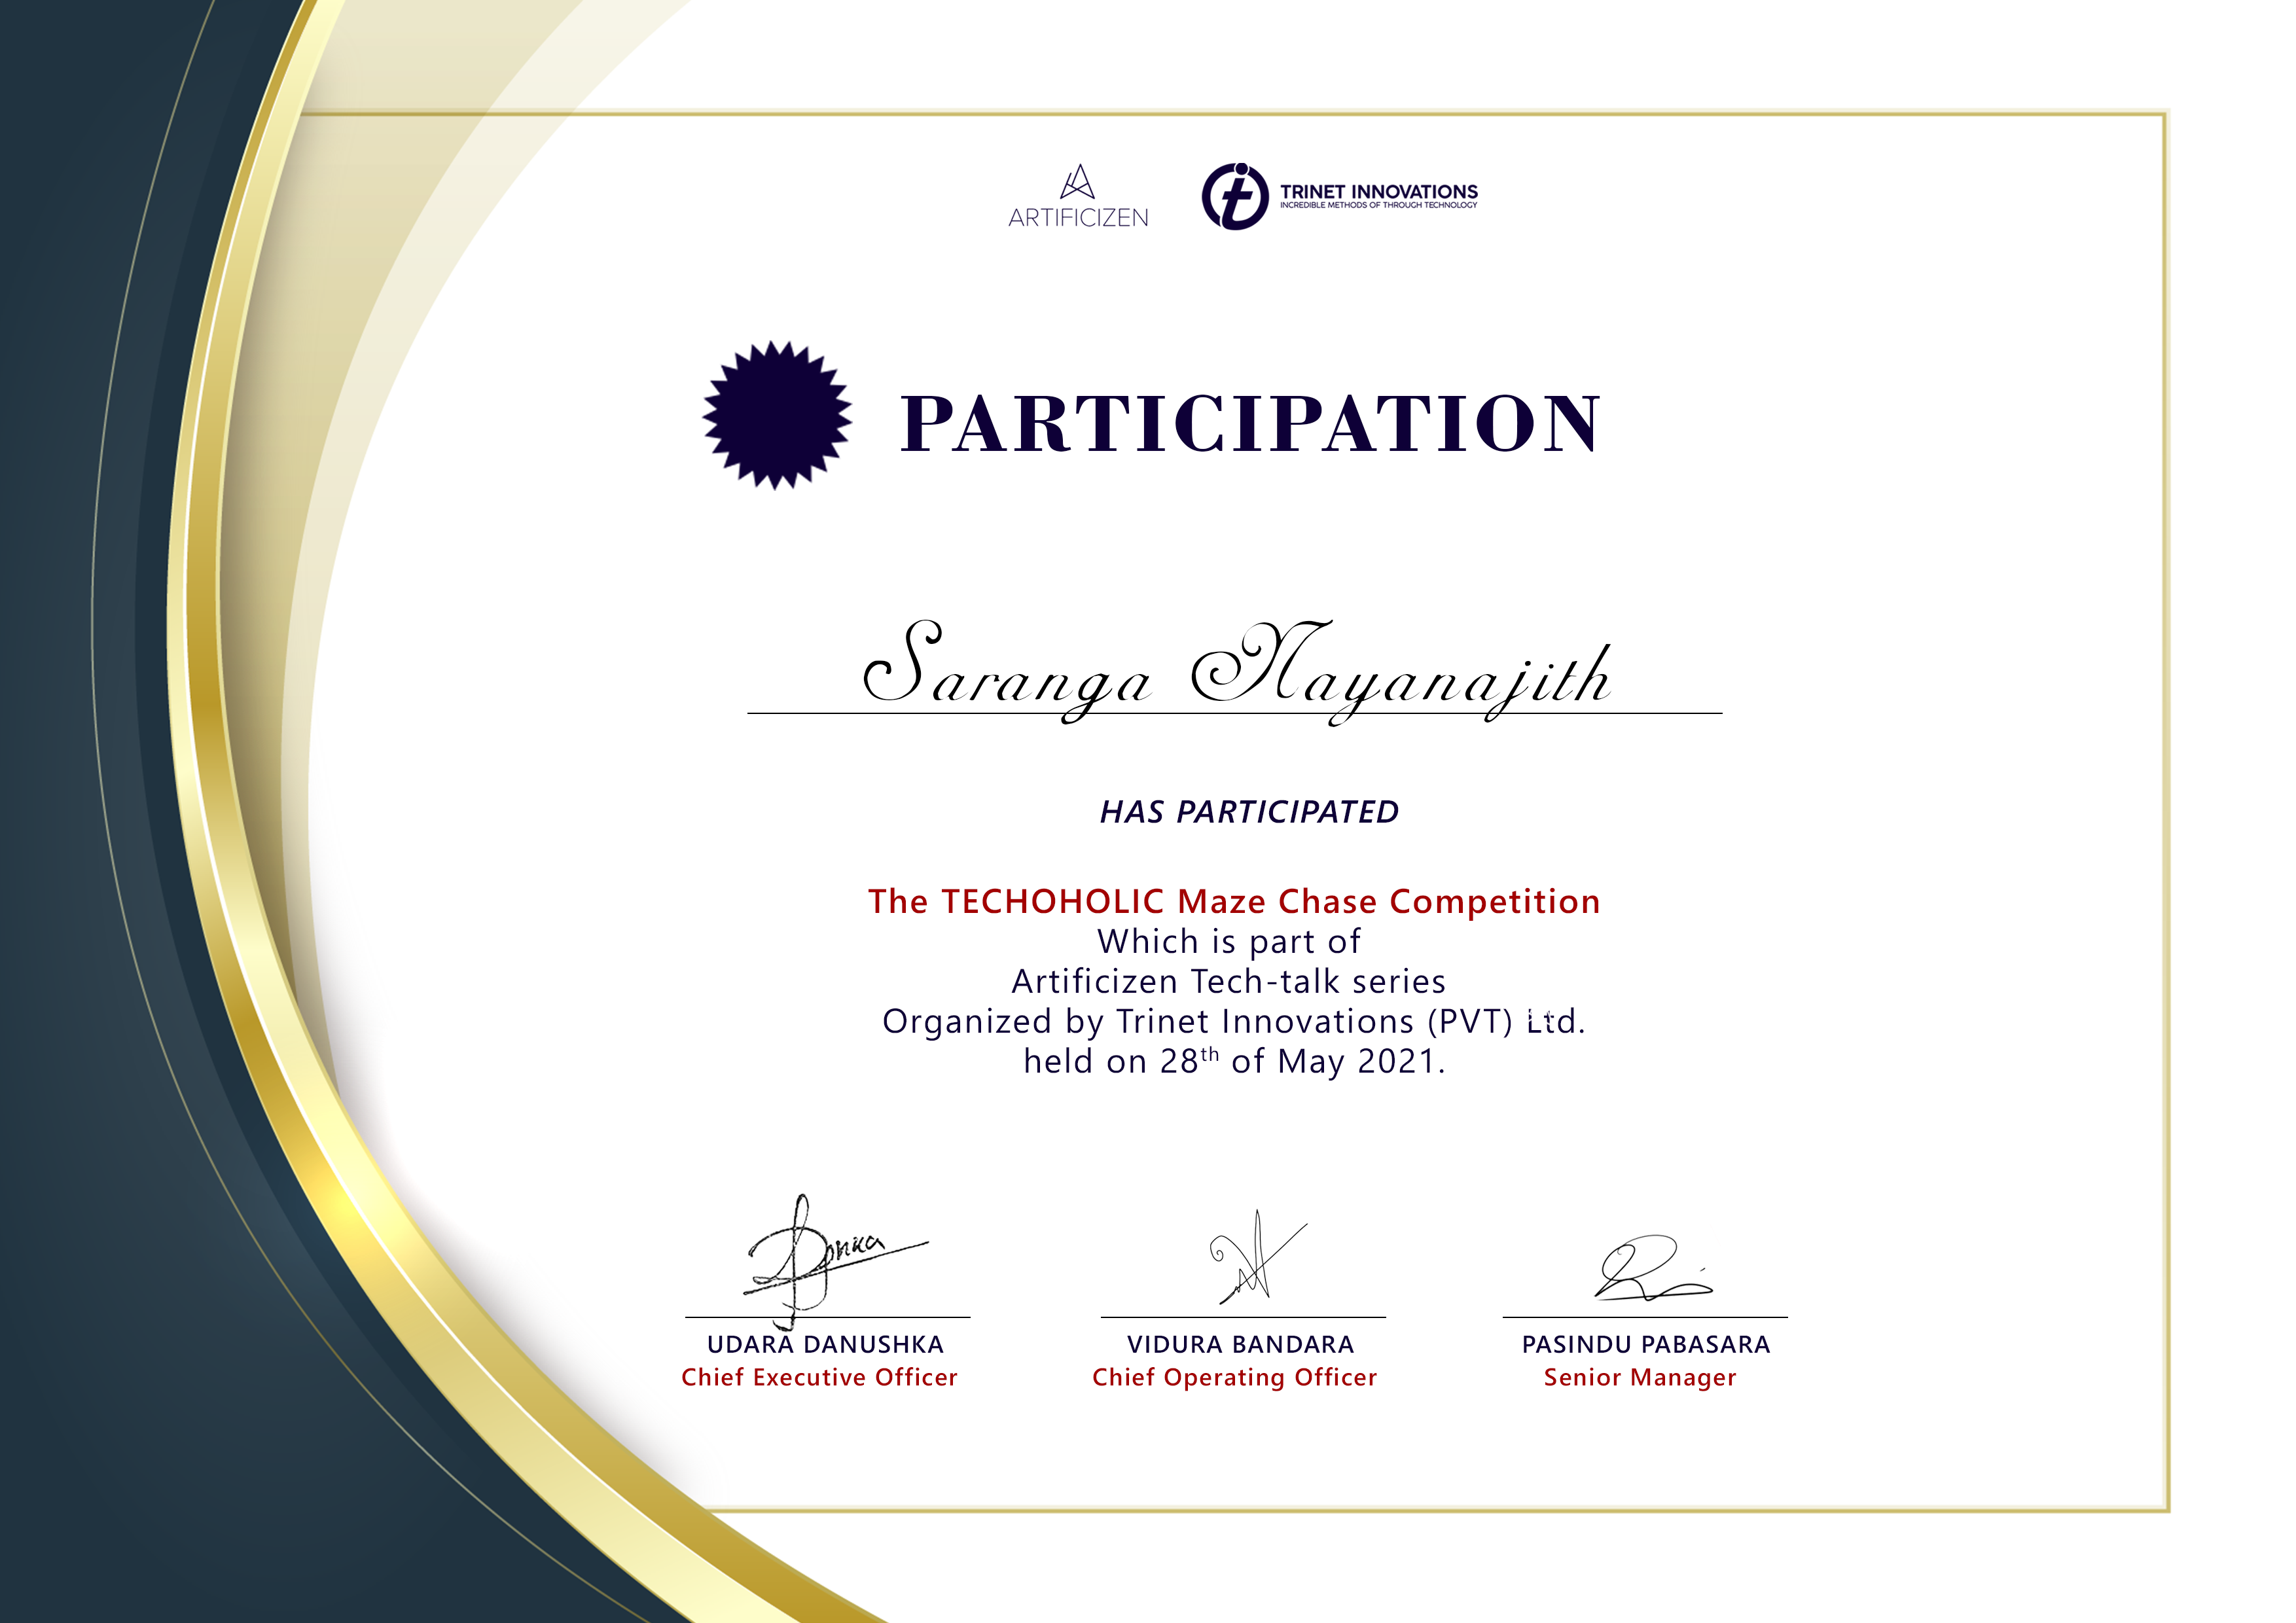 ARTIFICIZEN
TRINET INNOVATIONS
INCREDIBLE METHODS OF THROUGH TECHNOLOGY
PARTICIPATION
Saranga Nayanajith
HAS PARTICIPATED
The TECHOHOLIC Maze Chase Competition
Which is part of
Artificizen Tech-talk series
Organized by Trinet Innovations (PVT) Ltd.
held on 28th of May 2021.
UDARA DANUSHKA
Chief Executive Officer
VIDURA BANDARA
Chief Operating Officer
PASINDU PABASARA
Senior Manager